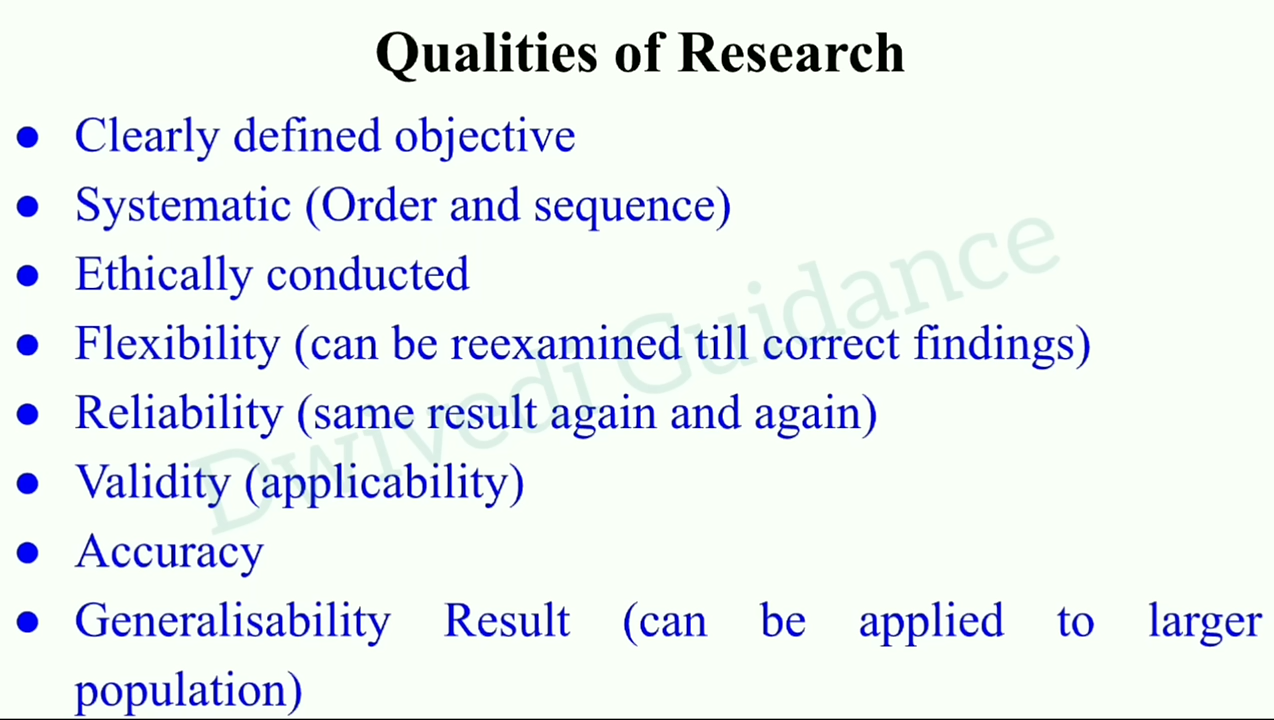 Qualities of Research
● Clearly defined objective
● Systematic (Order and sequence)
● Ethically conducted
● Flexibility (can be reexamined till correct findings)
● Reliability (same result again and again)
● Validity (applicability)
● Accuracy
● Generalisability Result (can be applied to larger
population)
Dwivedi Guidance